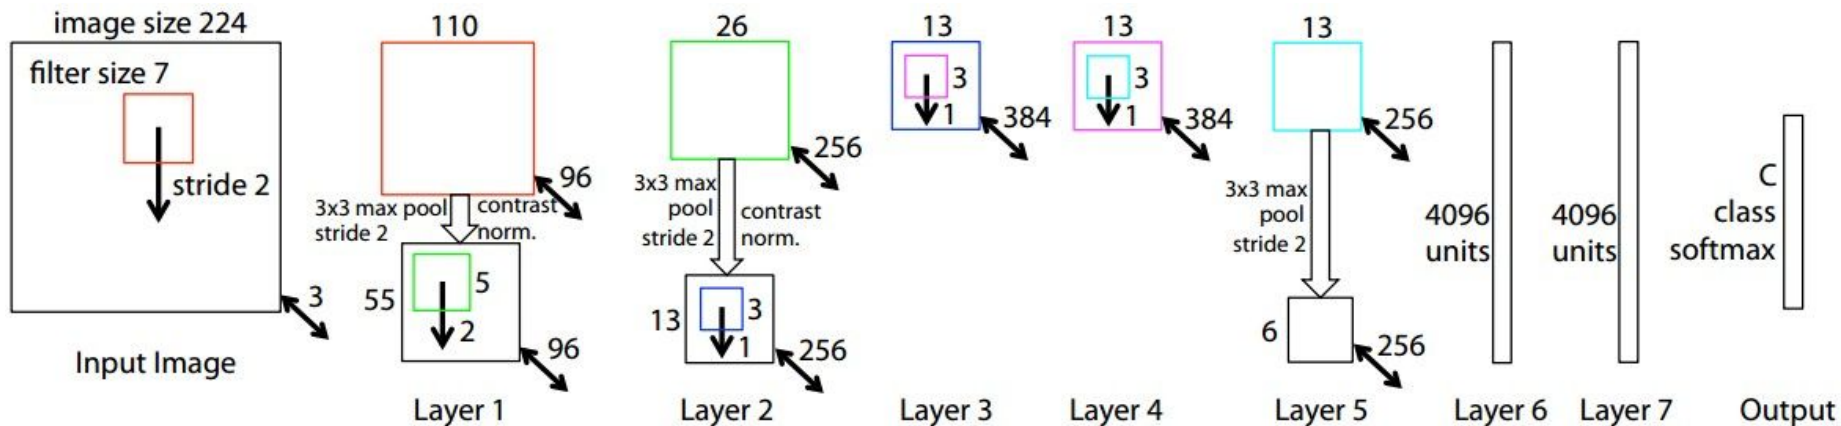 image size 224
filter size 7
stride 2
3
Input Image
110
96
3x3 max pool
stride 2
contrast
norm.
55
5
2
96
Layer 1
26
256
3x3 max
pool
stride 2
contrast
norm.
13
3
1
256
Layer 2
13
3
1
384
Layer 3
13
3
1
384
Layer 4
13
256
3x3 max
pool
stride 2
6
256
Layer 5
4096
units
Layer 6
4096
units
Layer 7
C
class
softmax
Output